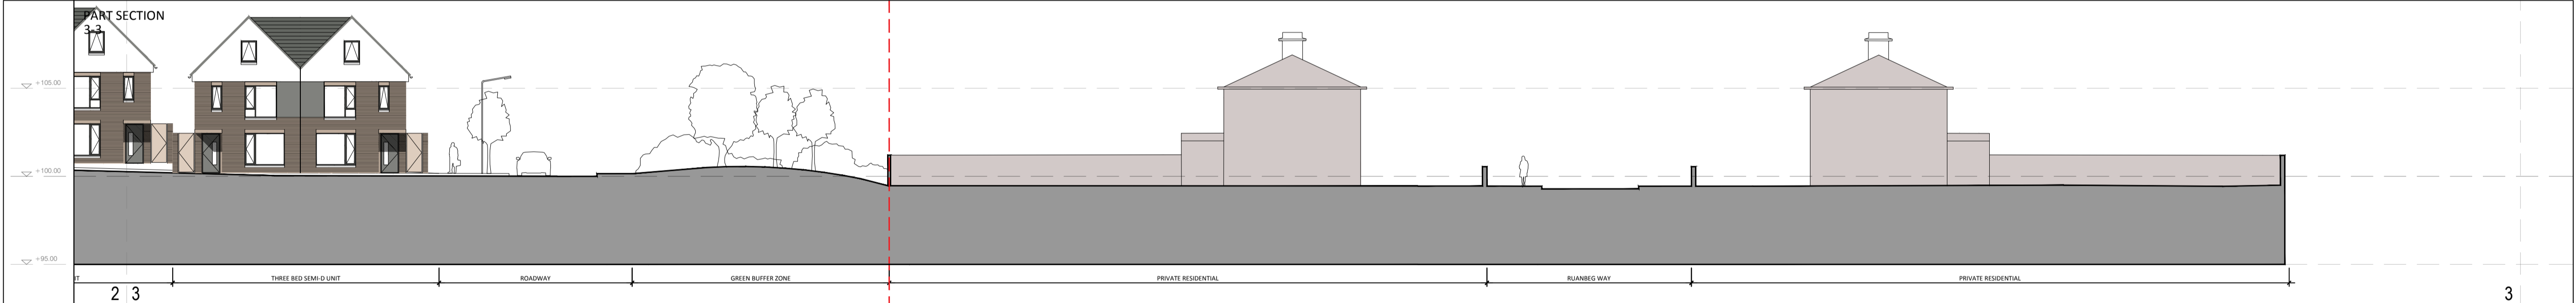 PART SECTION
3-3
+105.00
+100.00
+95.00
IT
THREE BED SEMI-D UNIT
ROADWAY
GREEN BUFFER ZONE
PRIVATE RESIDENTIAL
RUANBEG WAY
PRIVATE RESIDENTIAL
2 3
3